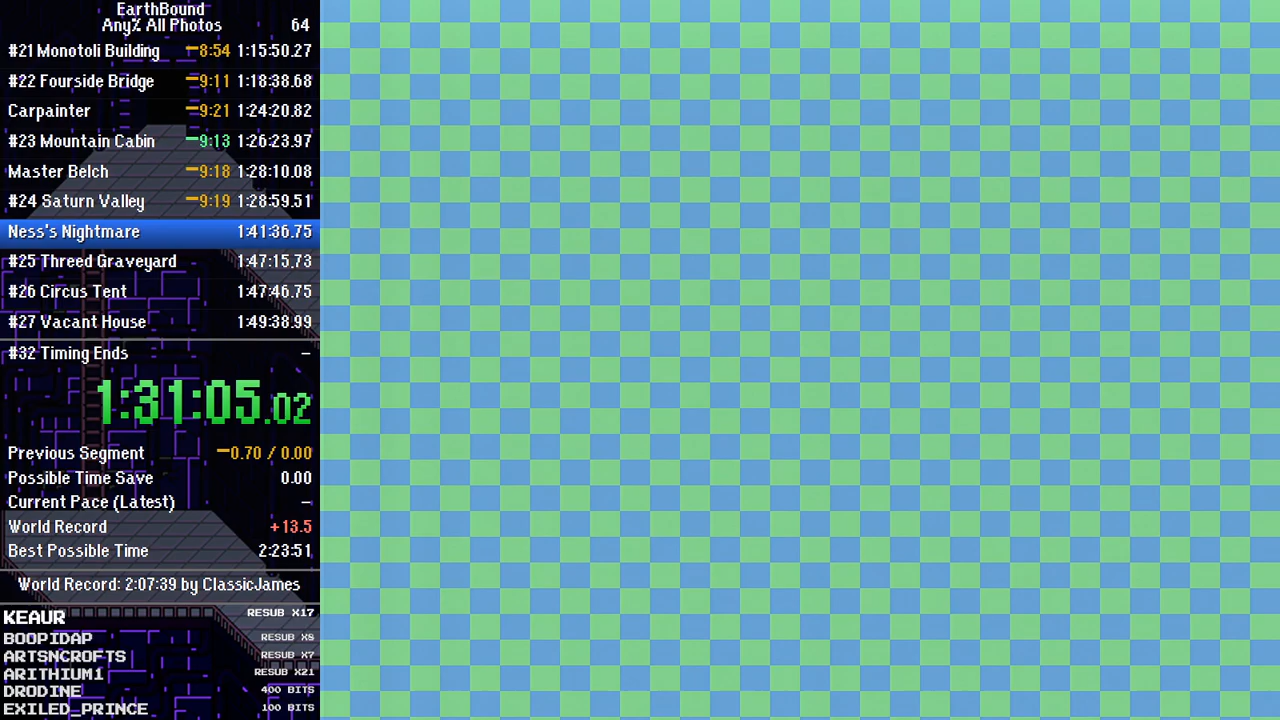 EarthBound
Any% All Photos 64
#21 Monotoli Building −8:54 1:15:50.27
#22 Fourside Bridge −9:11 1:18:38.68
Carpainter −9:21 1:24:20.82
#23 Mountain Cabin −9:13 1:26:23.97
Master Belch −9:18 1:28:10.08
#24 Saturn Valley −9:19 1:28:59.51
Ness's Nightmare 1:41:36.75
#25 Threed Graveyard 1:47:15.73
#26 Circus Tent 1:47:46.75
#27 Vacant House 1:49:38.99
#32 Timing Ends –
1:31:05.02
Previous Segment −0.70 / 0.00
Possible Time Save 0.00
Current Pace (Latest) –
World Record +13.5
Best Possible Time 2:23:51
World Record: 2:07:39 by ClassicJames
KEAUR RESUB X17
BOOPIDAP RESUB X8
ARTSNCROFTS RESUB X7
ARITHIUM1 RESUB X21
DRODINE 400 BITS
EXILED_PRINCE 100 BITS